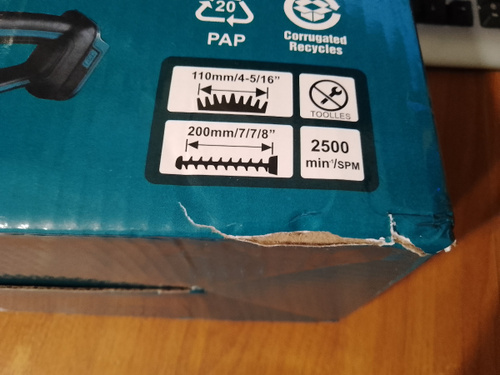 20
PAP
Corrugated
Recycles
110mm/4-5/16"
TOOLLES
200mm/7/7/8"
2500
min⁻¹/SPM